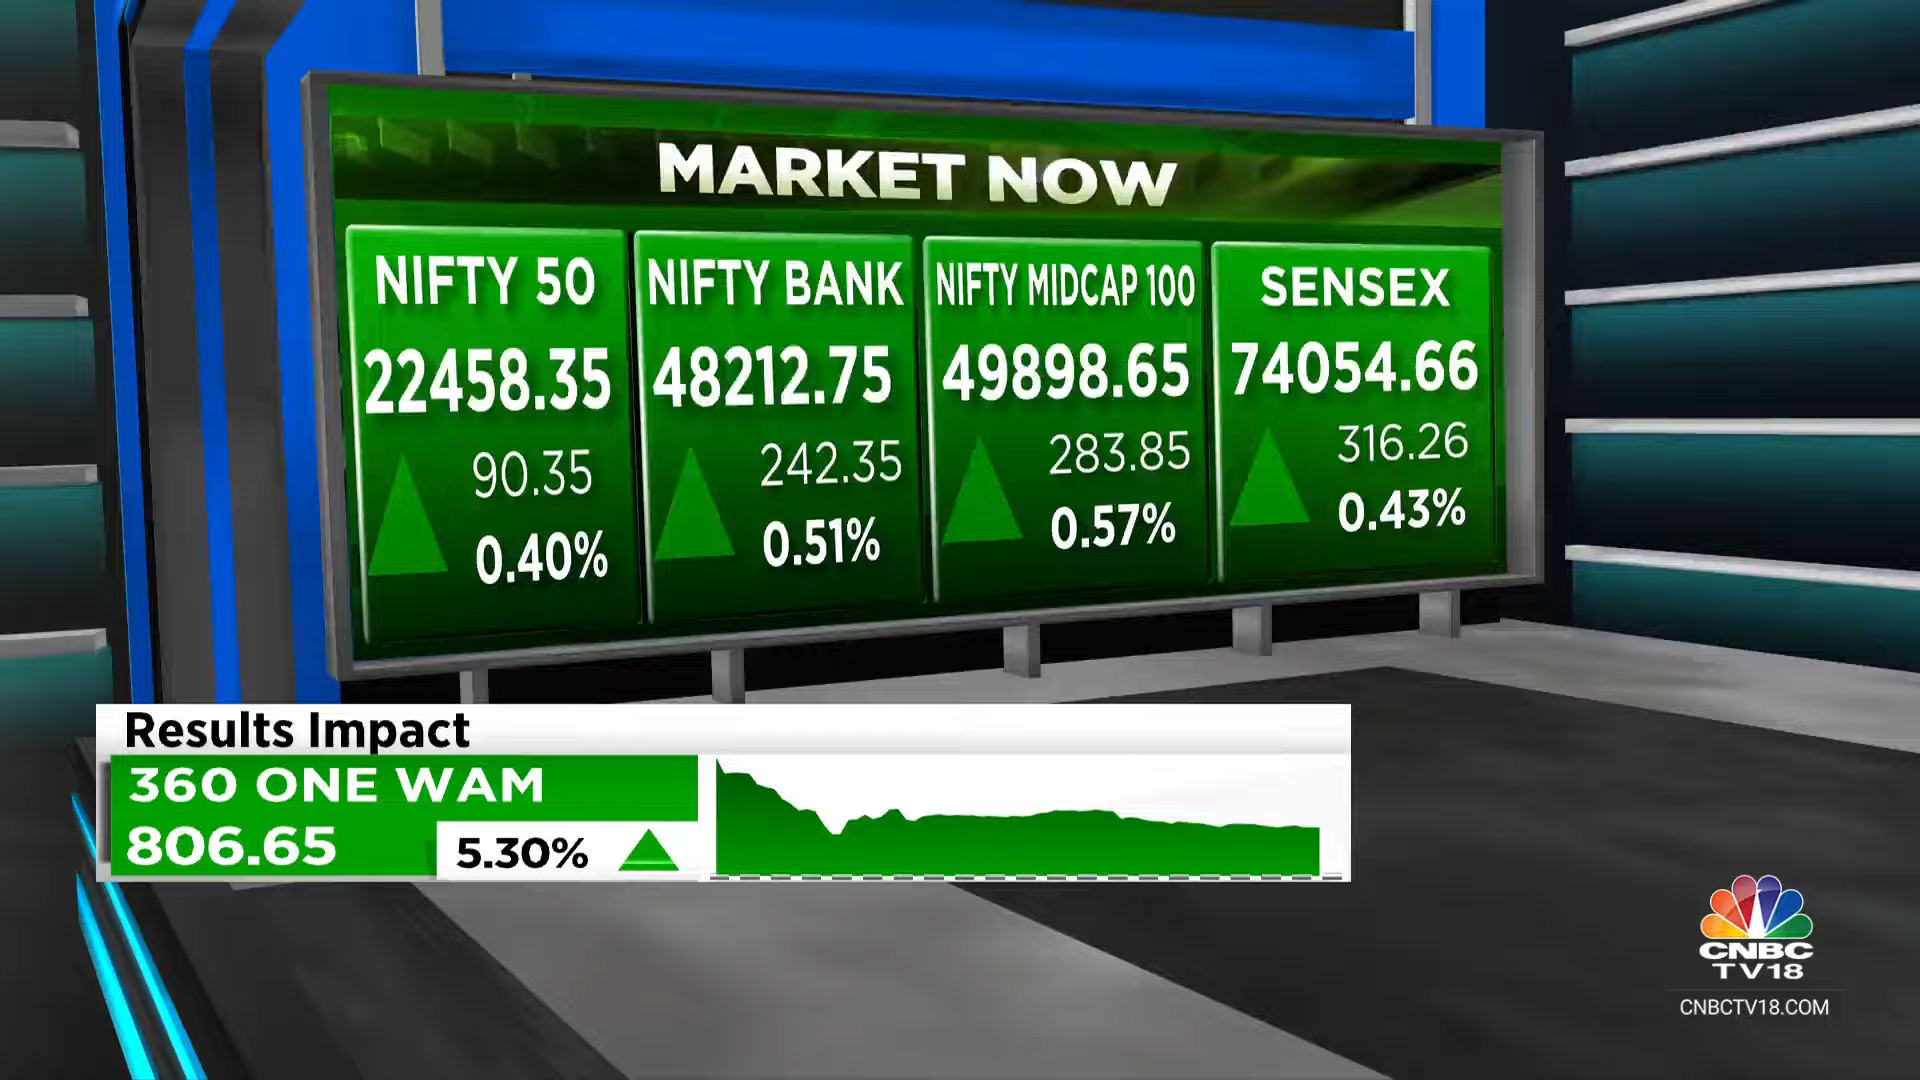 MARKET NOW
NIFTY 50
22458.35
90.35
0.40%
NIFTY BANK
48212.75
242.35
0.51%
NIFTY MIDCAP 100
49898.65
283.85
0.57%
SENSEX
74054.66
316.26
0.43%
Results Impact
360 ONE WAM
806.65
5.30%
CNBC
TV18
CNBCTV18.COM